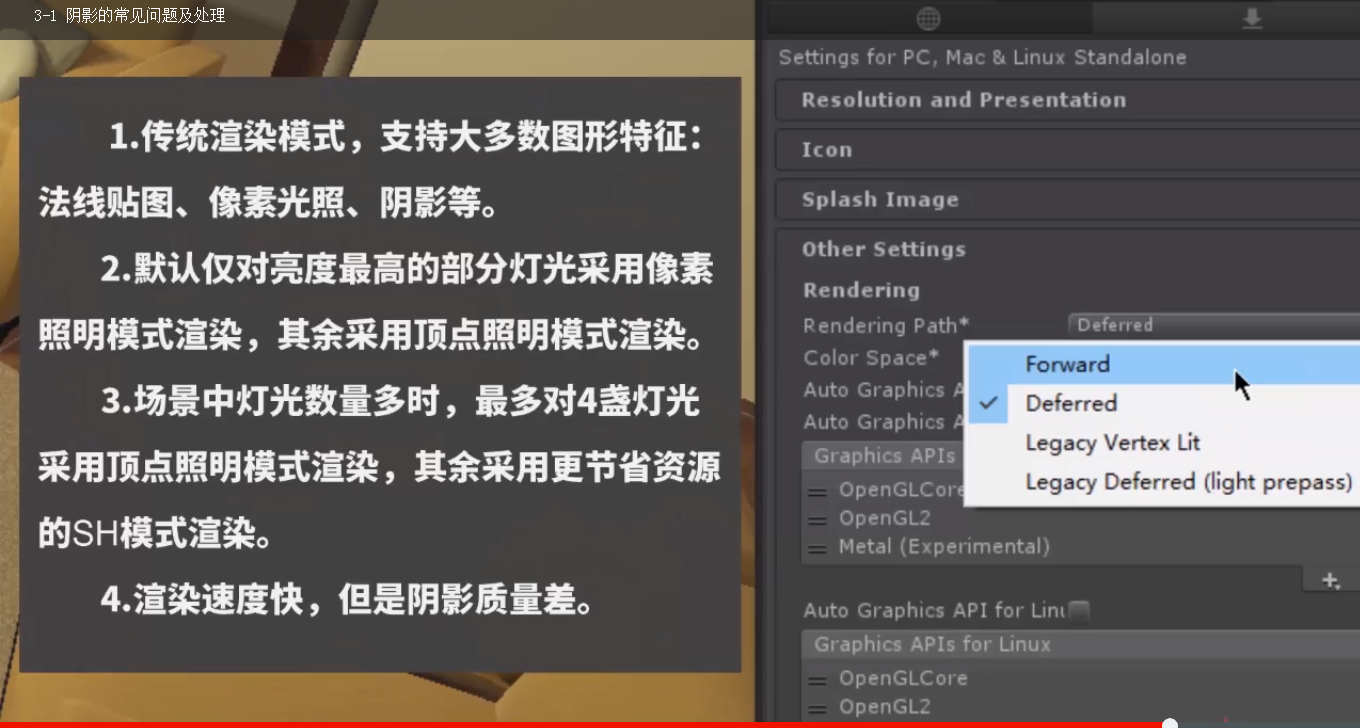 3-1 阴影的常见问题及处理
1.传统渲染模式，支持大多数图形特征：
法线贴图、像素光照、阴影等。
2.默认仅对亮度最高的部分灯光采用像素
照明模式渲染，其余采用顶点照明模式渲染。
3.场景中灯光数量多时，最多对4盏灯光
采用顶点照明模式渲染，其余采用更节省资源
的SH模式渲染。
4.渲染速度快，但是阴影质量差。
Settings for PC, Mac & Linux Standalone
Resolution and Presentation
Icon
Splash Image
Other Settings
Rendering
Rendering Path* Deferred
Color Space*
Forward
Auto Graphics A
Deferred
Auto Graphics A
Legacy Vertex Lit
Graphics APIs
Legacy Deferred (light prepass)
OpenGLCore
OpenGL2
Metal (Experimental)
Auto Graphics API for Linu
Graphics APIs for Linux
OpenGLCore
OpenGL2